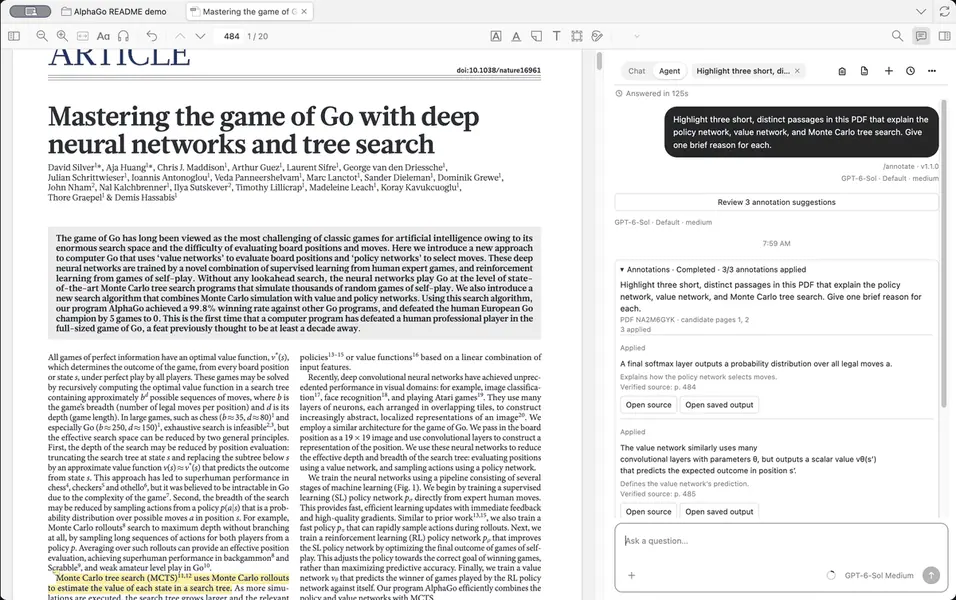 AlphaGo README demo
Mastering the game of G
484 1 / 20
Aa
ARTICLE
doi:10.1038/nature16961
Mastering the game of Go with deep
neural networks and tree search
David Silver¹*, Aja Huang¹*, Chris J. Maddison¹, Arthur Guez¹, Laurent Sifre¹, George van den Driessche¹,
Julian Schrittwieser¹, Ioannis Antonoglou¹, Veda Panneershelvam¹, Marc Lanctot¹, Sander Dieleman¹, Dominik Grewe¹,
John Nham², Nal Kalchbrenner¹, Ilya Sutskever², Timothy Lillicrap¹, Madeleine Leach¹, Koray Kavukcuoglu¹,
Thore Graepel¹ & Demis Hassabis¹
The game of Go has long been viewed as the most challenging of classic games for artificial intelligence owing to its
enormous search space and the difficulty of evaluating board positions and moves. Here we introduce a new approach
to computer Go that uses ‘value networks’ to evaluate board positions and ‘policy networks’ to select moves. These deep
neural networks are trained by a novel combination of supervised learning from human expert games, and reinforcement
learning from games of self-play. Without any lookahead search, the neural networks play Go at the level of state-
of-the-art Monte Carlo tree search programs that simulate thousands of random games of self-play. We also introduce a
new search algorithm that combines Monte Carlo simulation with value and policy networks. Using this search algorithm,
our program AlphaGo achieved a 99.8% winning rate against other Go programs, and defeated the human European Go
champion by 5 games to 0. This is the first time that a computer program has defeated a human professional player in the
full-sized game of Go, a feat previously thought to be at least a decade away.
All games of perfect information have an optimal value function, v*(s),
which determines the outcome of the game, from every board position
or state s, under perfect play by all players. These games may be solved
by recursively computing the optimal value function in a search tree
containing approximately b^d possible sequences of moves, where b is
the game’s breadth (number of legal moves per position) and d is its
depth (game length). In large games, such as chess (b≈35, d≈80)¹ and
especially Go (b≈250, d≈150)¹, exhaustive search is infeasible²,³, but
the effective search space can be reduced by two general principles.
First, the depth of the search may be reduced by position evaluation:
truncating the search tree at state s and replacing the subtree below s
by an approximate value function v(s)≈v*(s) that predicts the outcome
from state s. This approach has led to superhuman performance in
chess⁴, checkers⁵ and othello⁶, but it was believed to be intractable in Go
due to the complexity of the game⁷. Second, the breadth of the search
may be reduced by sampling actions from a policy p(a|s) that is a prob-
ability distribution over possible moves a in position s. For example,
Monte Carlo rollouts⁸ search to maximum depth without branching
at all, by sampling long sequences of actions for both players from a
policy p. Averaging over such rollouts can provide an effective position
evaluation, achieving superhuman performance in backgammon⁸ and
Scrabble⁹, and weak amateur level play in Go¹⁰.
Monte Carlo tree search (MCTS)¹¹,¹² uses Monte Carlo rollouts
to estimate the value of each state in a search tree. As more simu-
lations are executed, the search tree grows larger and the relevant
policies¹³⁻¹⁵ or value functions¹⁶ based on a linear combination of
input features.
Recently, deep convolutional neural networks have achieved unprec-
edented performance in visual domains: for example, image classifica-
tion¹⁷, face recognition¹⁸, and playing Atari games¹⁹. They use many
layers of neurons, each arranged in overlapping tiles, to construct
increasingly abstract, localized representations of an image²⁰. We
employ a similar architecture for the game of Go. We pass in the board
position as a 19 × 19 image and use convolutional layers to construct a
representation of the position. We use these neural networks to reduce
the effective depth and breadth of the search tree: evaluating positions
using a value network, and sampling actions using a policy network.
We train the neural networks using a pipeline consisting of several
stages of machine learning (Fig. 1). We begin by training a supervised
learning (SL) policy network pσ directly from expert human moves.
This provides fast, efficient learning updates with immediate feedback
and high-quality gradients. Similar to prior work¹³,¹⁵, we also train a
fast policy pπ that can rapidly sample actions during rollouts. Next, we
train a reinforcement learning (RL) policy network pρ that improves
the SL policy network by optimizing the final outcome of games of self-
play. This adjusts the policy towards the correct goal of winning games,
rather than maximizing predictive accuracy. Finally, we train a value
network vθ that predicts the winner of games played by the RL policy
network against itself. Our program AlphaGo efficiently combines the
policy and value networks with MCTS.
Chat Agent Highlight three short, di...
Answered in 125s
Highlight three short, distinct passages in this PDF that explain the
policy network, value network, and Monte Carlo tree search. Give
one brief reason for each.
/annotate · v1.1.0
GPT-6-Sol · Default · medium
Review 3 annotation suggestions
GPT-6-Sol · Default · medium
7:59 AM
Annotations · Completed · 3/3 annotations applied
Highlight three short, distinct passages in this PDF that explain the policy
network, value network, and Monte Carlo tree search. Give one brief reason for
each.
PDF NA2M6GYK · candidate pages 1, 2
3 applied
Applied
A final softmax layer outputs a probability distribution over all legal moves a.
Explains how the policy network selects moves.
Verified source: p. 484
Open source Open saved output
Applied
The value network similarly uses many
convolutional layers with parameters θ, but outputs a scalar value vθ(s′)
that predicts the expected outcome in position s′.
Defines the value network's prediction.
Verified source: p. 485
Open source Open saved output
Ask a question...
GPT-6-Sol Medium